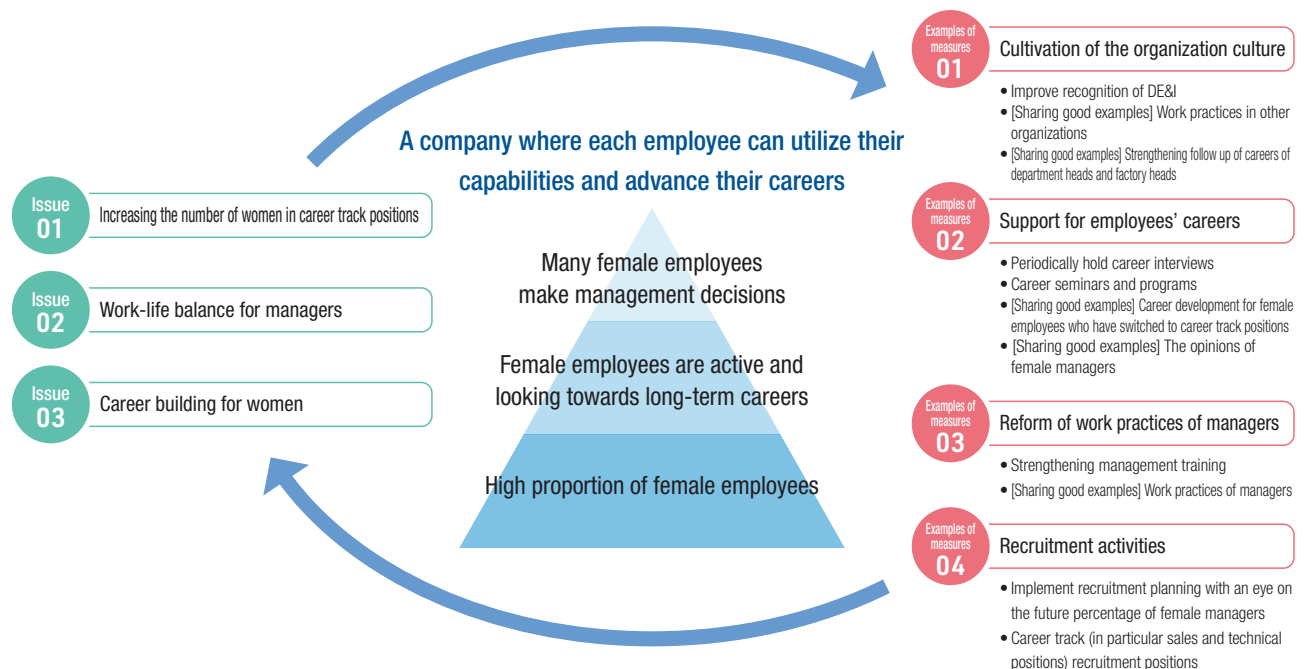 A company where each employee can utilize their
capabilities and advance their careers
Issue
01
Increasing the number of women in career track positions
Issue
02
Work-life balance for managers
Issue
03
Career building for women
Many female employees
make management decisions
Female employees are active and
looking towards long-term careers
High proportion of female employees
Examples of
measures
01
Cultivation of the organization culture
• Improve recognition of DE&I
• [Sharing good examples] Work practices in other
organizations
• [Sharing good examples] Strengthening follow up of careers of
department heads and factory heads
Examples of
measures
02
Support for employees’ careers
• Periodically hold career interviews
• Career seminars and programs
• [Sharing good examples] Career development for female
employees who have switched to career track positions
• [Sharing good examples] The opinions of
female managers
Examples of
measures
03
Reform of work practices of managers
• Strengthening management training
• [Sharing good examples] Work practices of managers
Examples of
measures
04
Recruitment activities
• Implement recruitment planning with an eye on
the future percentage of female managers
• Career track (in particular sales and technical
positions) recruitment positions